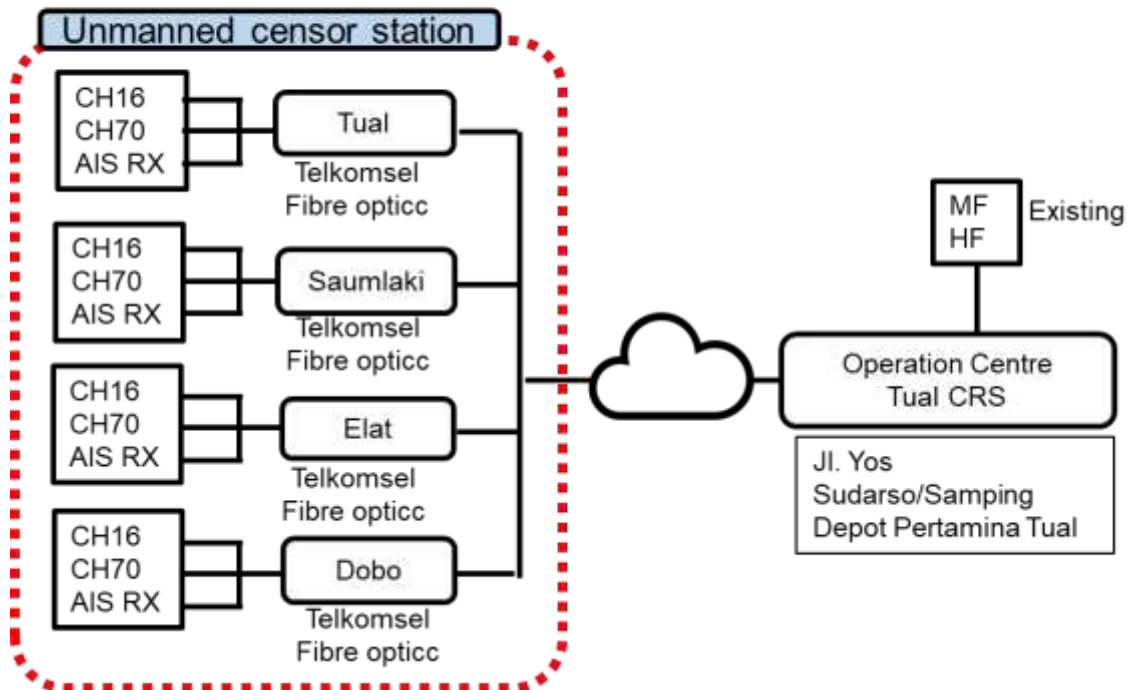 Unmanned censor station
CH16
CH70
AIS RX
Tual
Telkomsel
Fibre opticc
CH16
CH70
AIS RX
Saumlaki
Telkomsel
Fibre opticc
CH16
CH70
AIS RX
Elat
Telkomsel
Fibre opticc
CH16
CH70
AIS RX
Dobo
Telkomsel
Fibre opticc
MF
HF
Existing
Operation Centre
Tual CRS
Jl. Yos
Sudarso/Samping
Depot Pertamina Tual